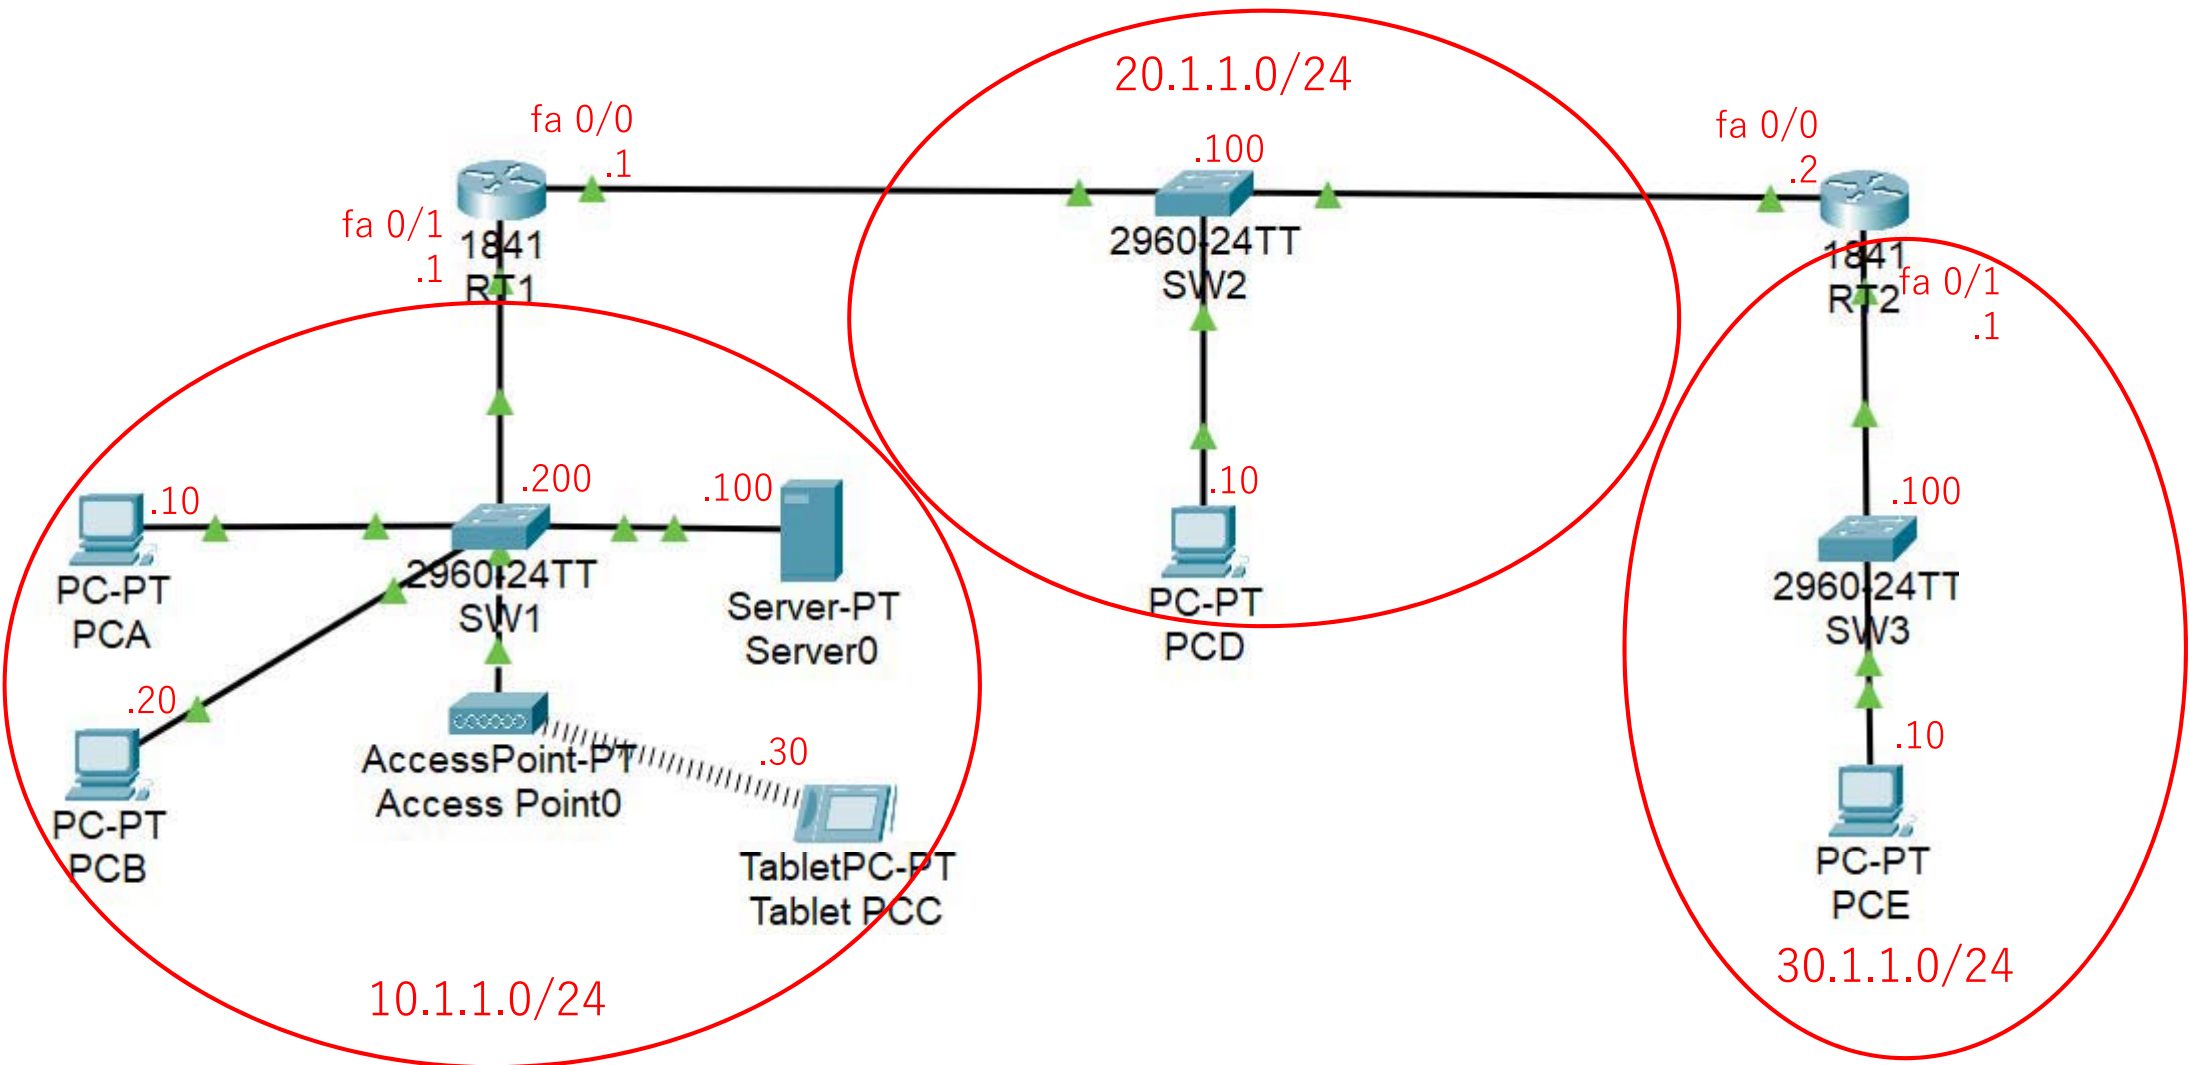 20.1.1.0/24
fa 0/0
.1
.100
fa 0/0
.2
fa 0/1
.1
1841
RT1
2960-24TT
SW2
1841
RT2
fa 0/1
.1
.10
.200
.100
.10
.100
2960-24TT
SW1
PC-PT
PCA
Server-PT
Server0
PC-PT
PCD
2960-24TT
SW3
.20
AccessPoint-PT
Access Point0
.30
.10
PC-PT
PCB
TabletPC-PT
Tablet PCC
PC-PT
PCE
10.1.1.0/24
30.1.1.0/24